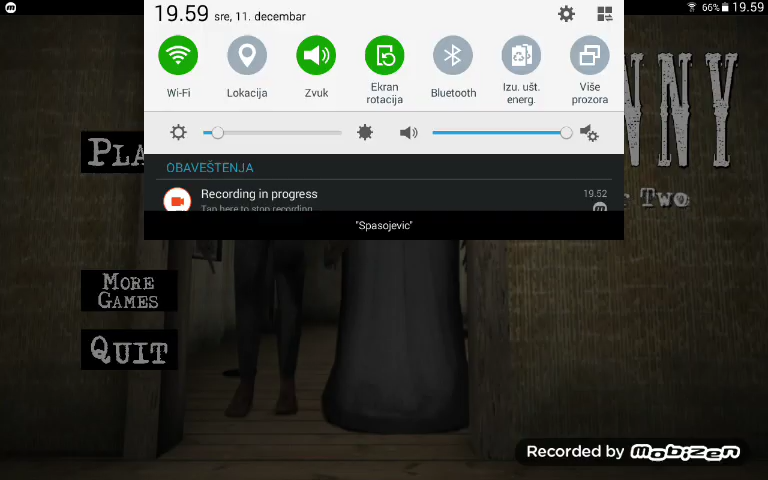 66% 19.59
19.59 sre, 11. decembar
Wi-Fi
Lokacija
Zvuk
Ekran rotacija
Bluetooth
Izu. ušt. energ.
Više prozora
OBAVEŠTENJA
Recording in progress 19.52
Tap here to stop recording
"Spasojevic"
Pla
NNY
Two
More
Games
Quit
Recorded by Mobizen